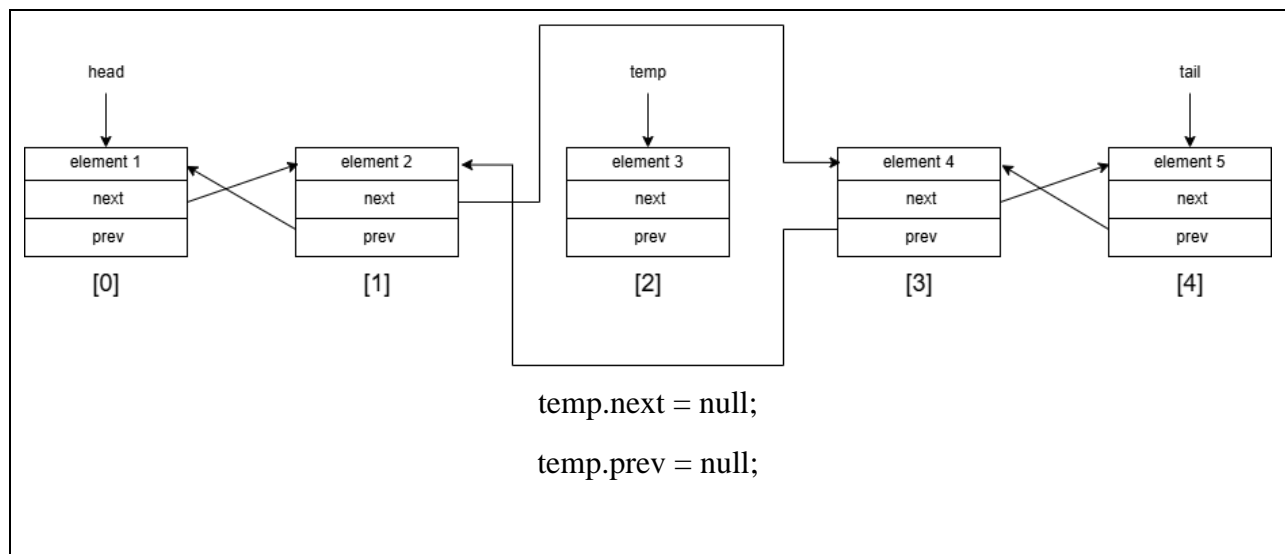 head temp tail
element 1 element 2 element 3 element 4 element 5
next next next next next
prev prev prev prev prev
[0] [1] [2] [3] [4]
temp.next = null;
temp.prev = null;